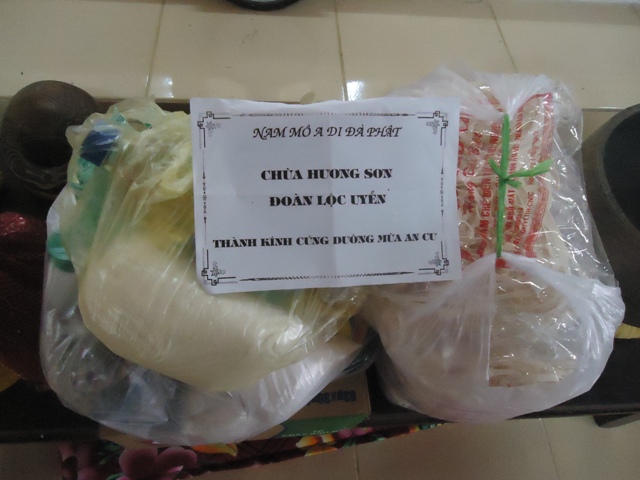 NAM MÔ A DI ĐÀ PHẬT
CHÙA HƯƠNG SƠN
ĐOÀN LỘC UYỂN
THÀNH KÍNH CÚNG DƯỜNG MÙA AN CƯ